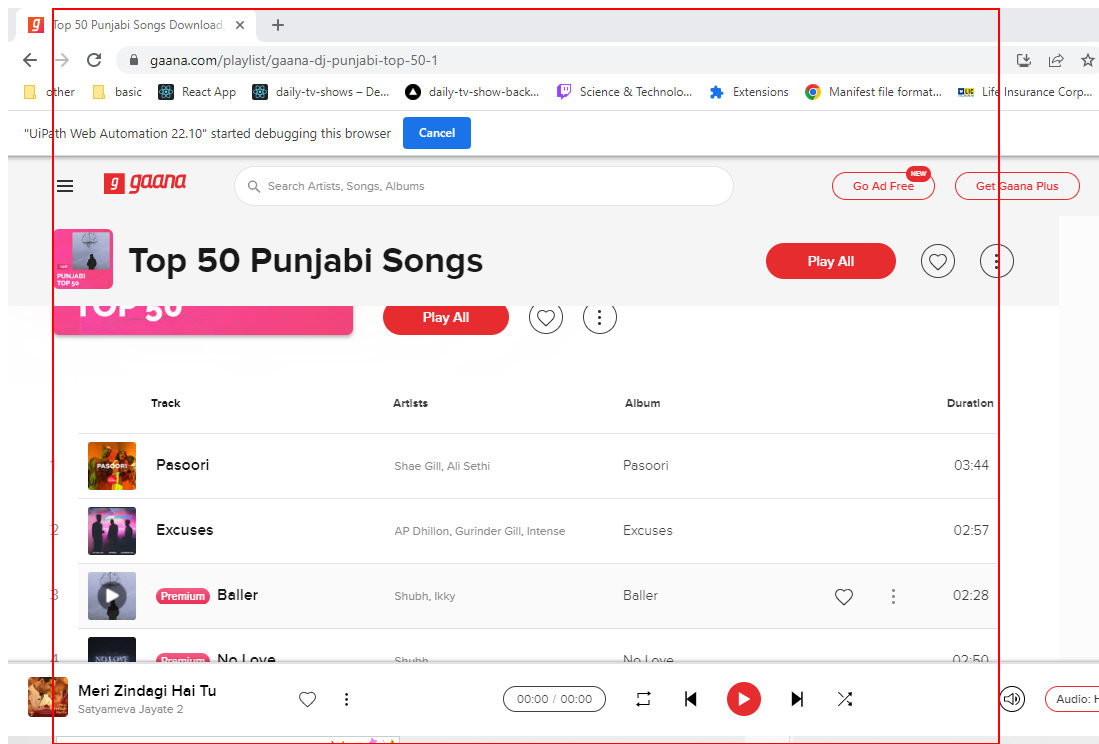 Top 50 Punjabi Songs Download,
gaana.com/playlist/gaana-dj-punjabi-top-50-1
other basic React App daily-tv-shows – De... daily-tv-show-back... Science & Technolo... Extensions Manifest file format... LIC Life Insurance Corp...
"UiPath Web Automation 22.10" started debugging this browser Cancel
g gaana Search Artists, Songs, Albums Go Ad Free NEW Get Gaana Plus
PUNJABI
TOP 50
Top 50 Punjabi Songs Play All
TOP 50 Play All
Track Artists Album Duration
1 PASOORI Pasoori Shae Gill, Ali Sethi Pasoori 03:44
2 Excuses AP Dhillon, Gurinder Gill, Intense Excuses 02:57
3 Premium Baller Shubh, Ikky Baller 02:28
4 NO LOVE Premium No Love Shubh No Love 02:50
Meri Zindagi Hai Tu 00:00 / 00:00 Audio: H
Satyameva Jayate 2